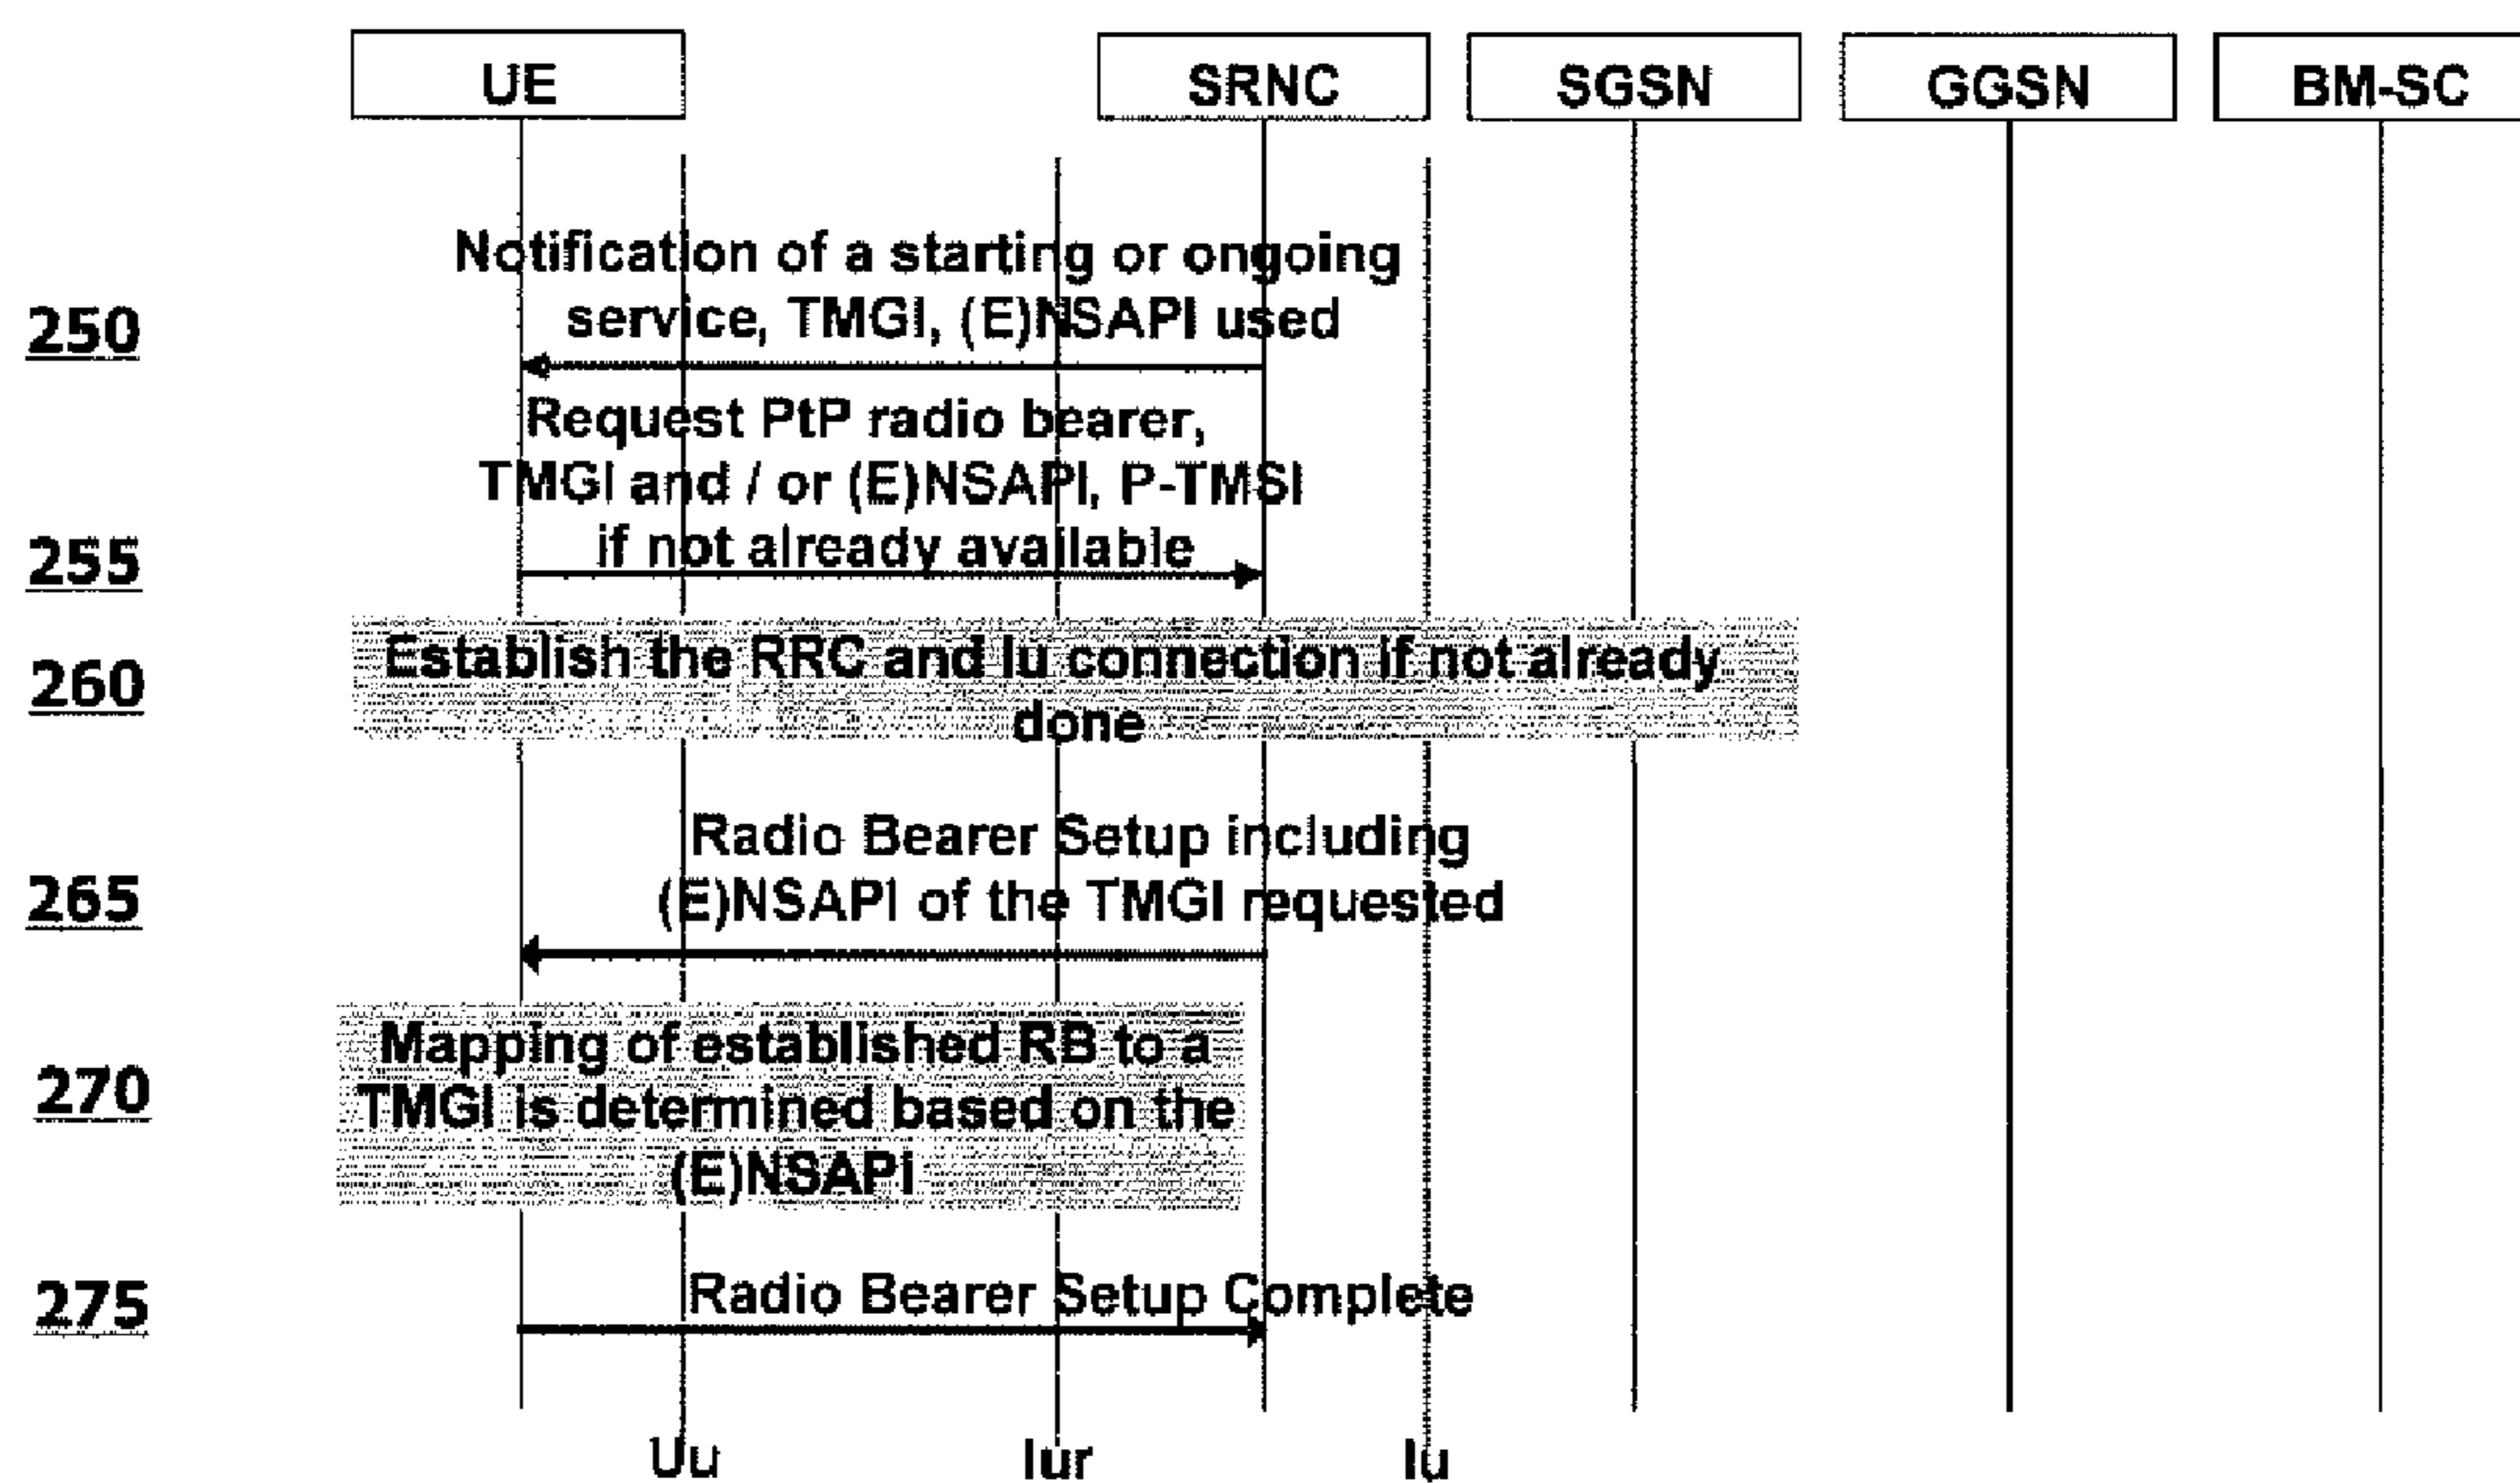 UE SRNC SGSN GGSN BM-SC
Notification of a starting or ongoing
service, TMGI, (E)NSAPI used
250
Request PtP radio bearer,
TMGI and / or (E)NSAPI, P-TMSI
if not already available
255
Establish the RRC and Iu connection if not already
260
done
Radio Bearer Setup including
(E)NSAPI of the TMGI requested
265
Mapping of established RB to a
270
TMGI is determined based on the
(E)NSAPI
Radio Bearer Setup Complete
275
Uu Iur Iu